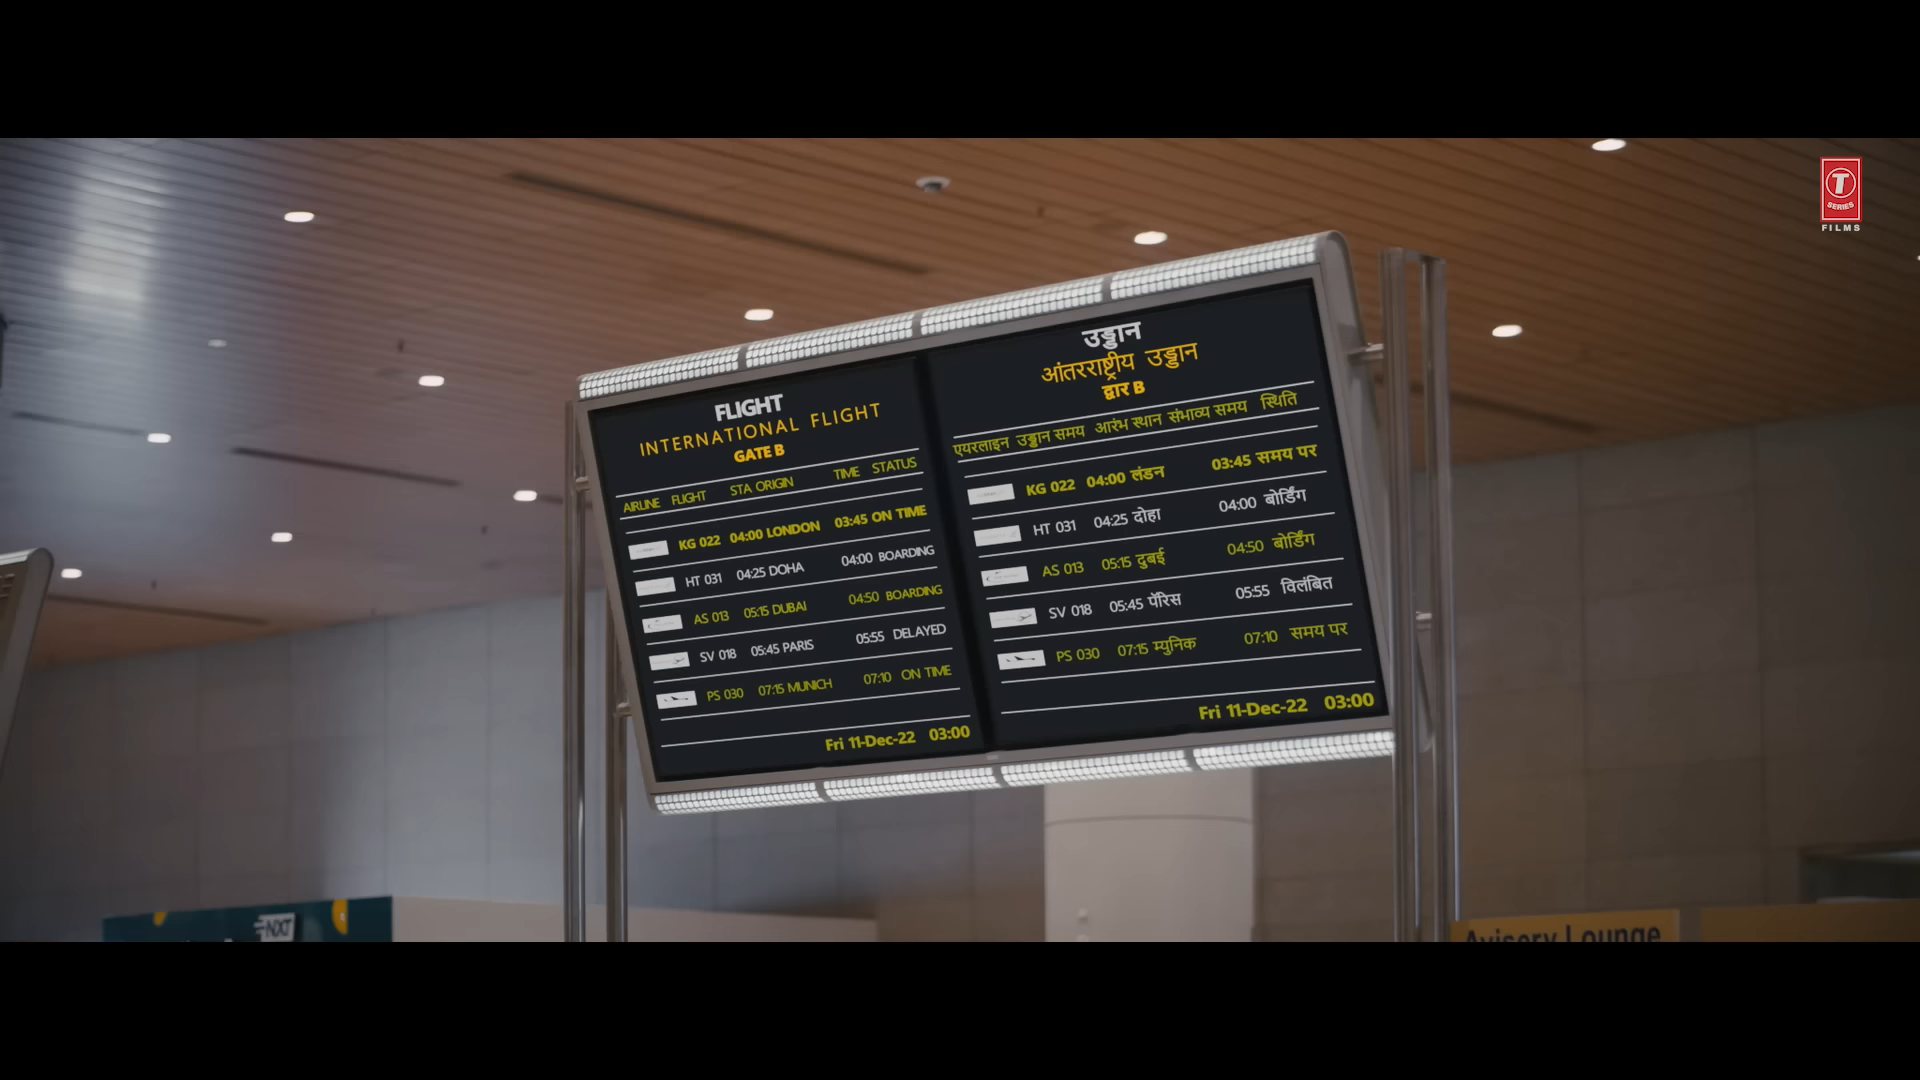 T
SERIES
FILMS
FLIGHT
INTERNATIONAL FLIGHT
GATE B
AIRLINE FLIGHT STA ORIGIN TIME STATUS
KG 022 04:00 LONDON 03:45 ON TIME
HT 031 04:25 DOHA 04:00 BOARDING
AS 013 05:15 DUBAI 04:50 BOARDING
SV 018 05:45 PARIS 05:55 DELAYED
PS 030 07:15 MUNICH 07:10 ON TIME
Fri 11-Dec-22 03:00
उड्डान
आंतरराष्ट्रीय उड्डान
द्वार B
एयरलाइन उड्डान समय आरंभ स्थान संभाव्य समय स्थिति
KG 022 04:00 लंडन 03:45 समय पर
HT 031 04:25 दोहा 04:00 बोर्डिंग
AS 013 05:15 दुबई 04:50 बोर्डिंग
SV 018 05:45 पॅरिस 05:55 विलंबित
PS 030 07:15 म्युनिक 07:10 समय पर
Fri 11-Dec-22 03:00
NXT
Avisory Lounge